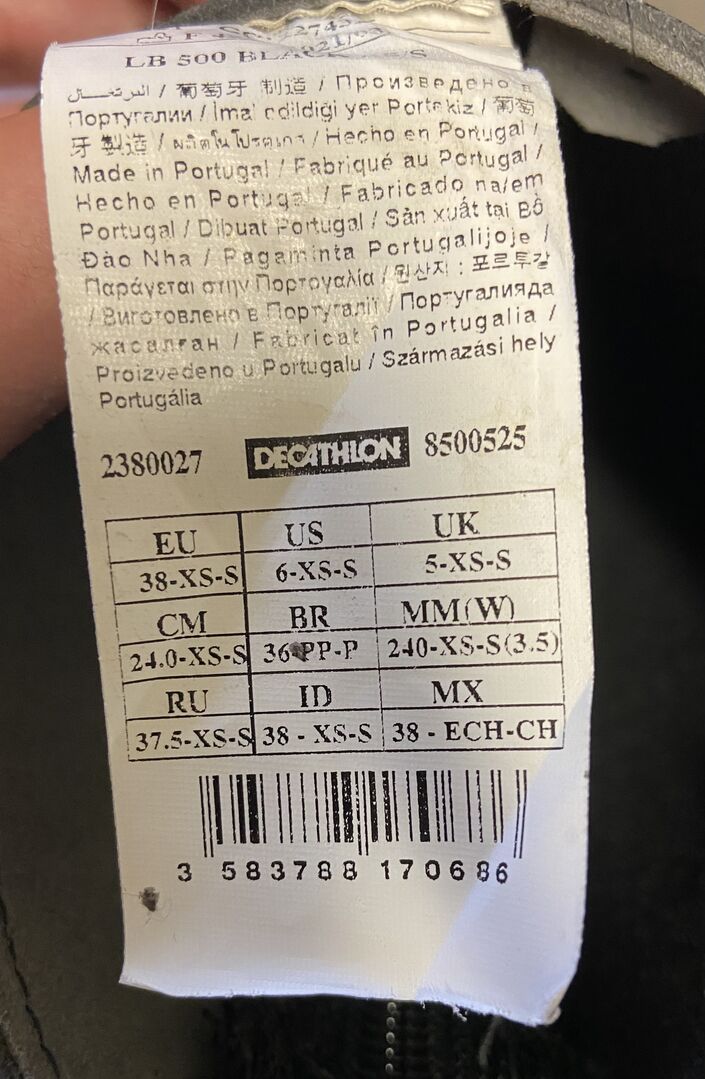 LB 500
/ 葡萄牙 制造 / Произведено в
Португалии / İmal edildiği yer Portekiz / 葡萄
牙 製造 / ผลิตในโปรตุเกส / Hecho en Portugal /
Made in Portugal / Fabriqué au Portugal /
Hecho en Portugal / Fabricado na/em
Portugal / Dibuat Portugal / Sản xuất tại Bồ
Đào Nha / Pagaminta Portugalijoje /
Παράγεται στην Πορτογαλία / 원산지 : 포르투갈
/ Виготовлено в Португалії / Португалияда
жасалған / Fabricat în Portugalia /
Proizvedeno u Portugalu / Származási hely
Portugália
2380027 DECATHLON 8500525
EU US UK
38-XS-S 6-XS-S 5-XS-S
CM BR MM(W)
24.0-XS-S 36-PP-P 240-XS-S(3.5)
RU ID MX
37.5-XS-S 38 - XS-S 38 - ECH-CH
3 583788 170686